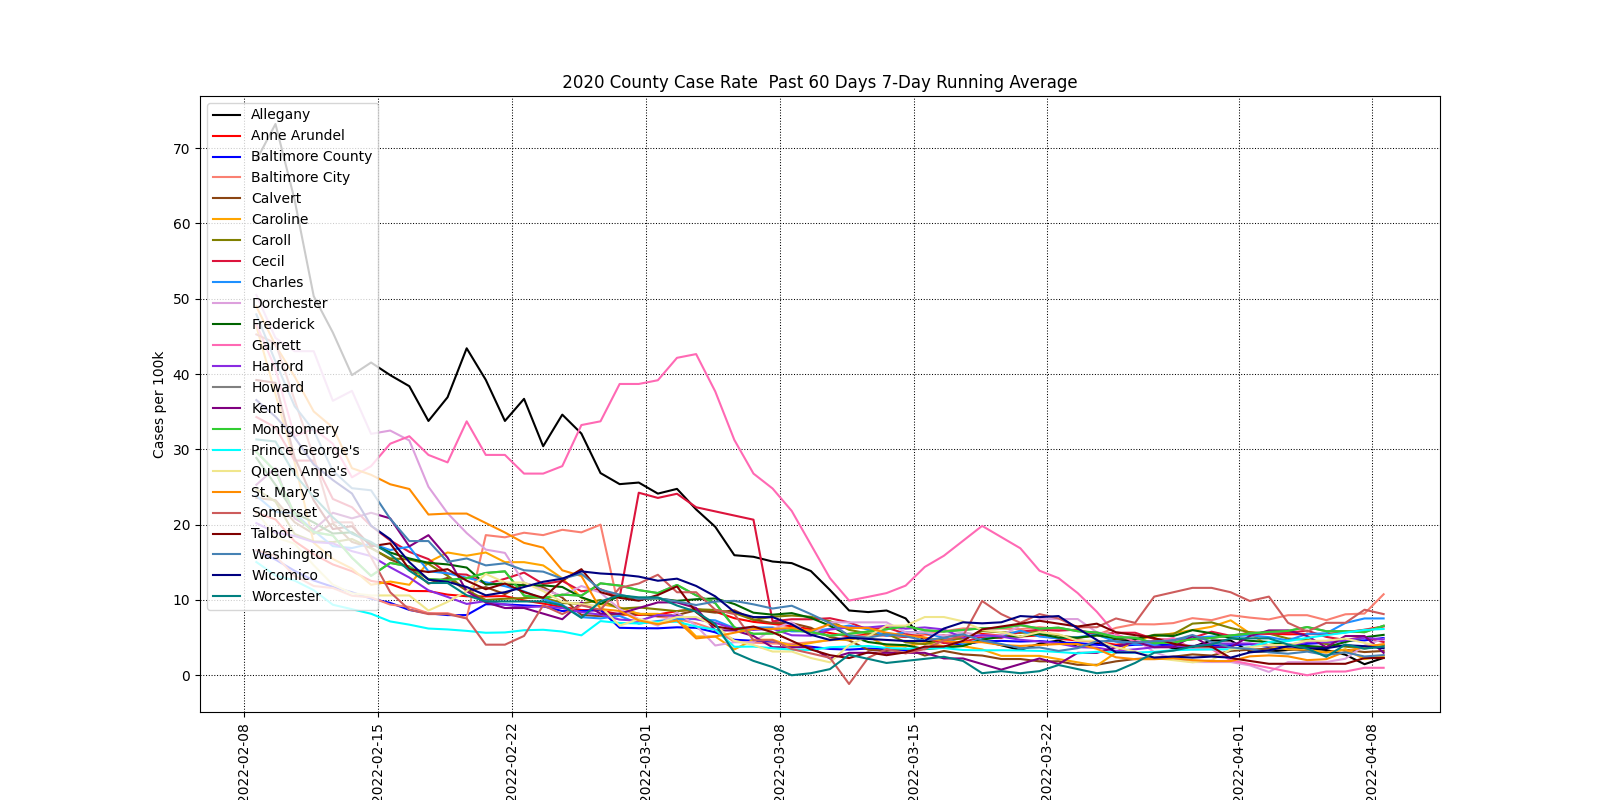 2020 County Case Rate  Past 60 Days 7-Day Running Average
Cases per 100k
70
60
50
40
30
20
10
0
Allegany
Anne Arundel
Baltimore County
Baltimore City
Calvert
Caroline
Caroll
Cecil
Charles
Dorchester
Frederick
Garrett
Harford
Howard
Kent
Montgomery
Prince George's
Queen Anne's
St. Mary's
Somerset
Talbot
Washington
Wicomico
Worcester
2022-02-08
2022-02-15
2022-02-22
2022-03-01
2022-03-08
2022-03-15
2022-03-22
2022-04-01
2022-04-08